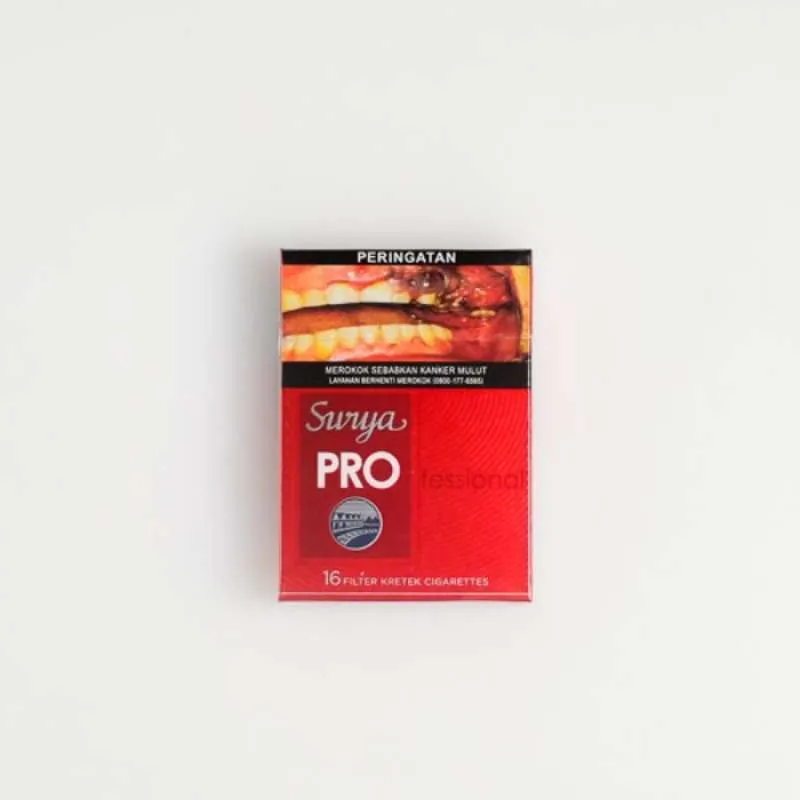 PERINGATAN
MEROKOK SEBABKAN KANKER MULUT
LAYANAN BERHENTI MEROKOK (0800-177-6565)
Surya
PRO fessional
16 FILTER KRETEK CIGARETTES